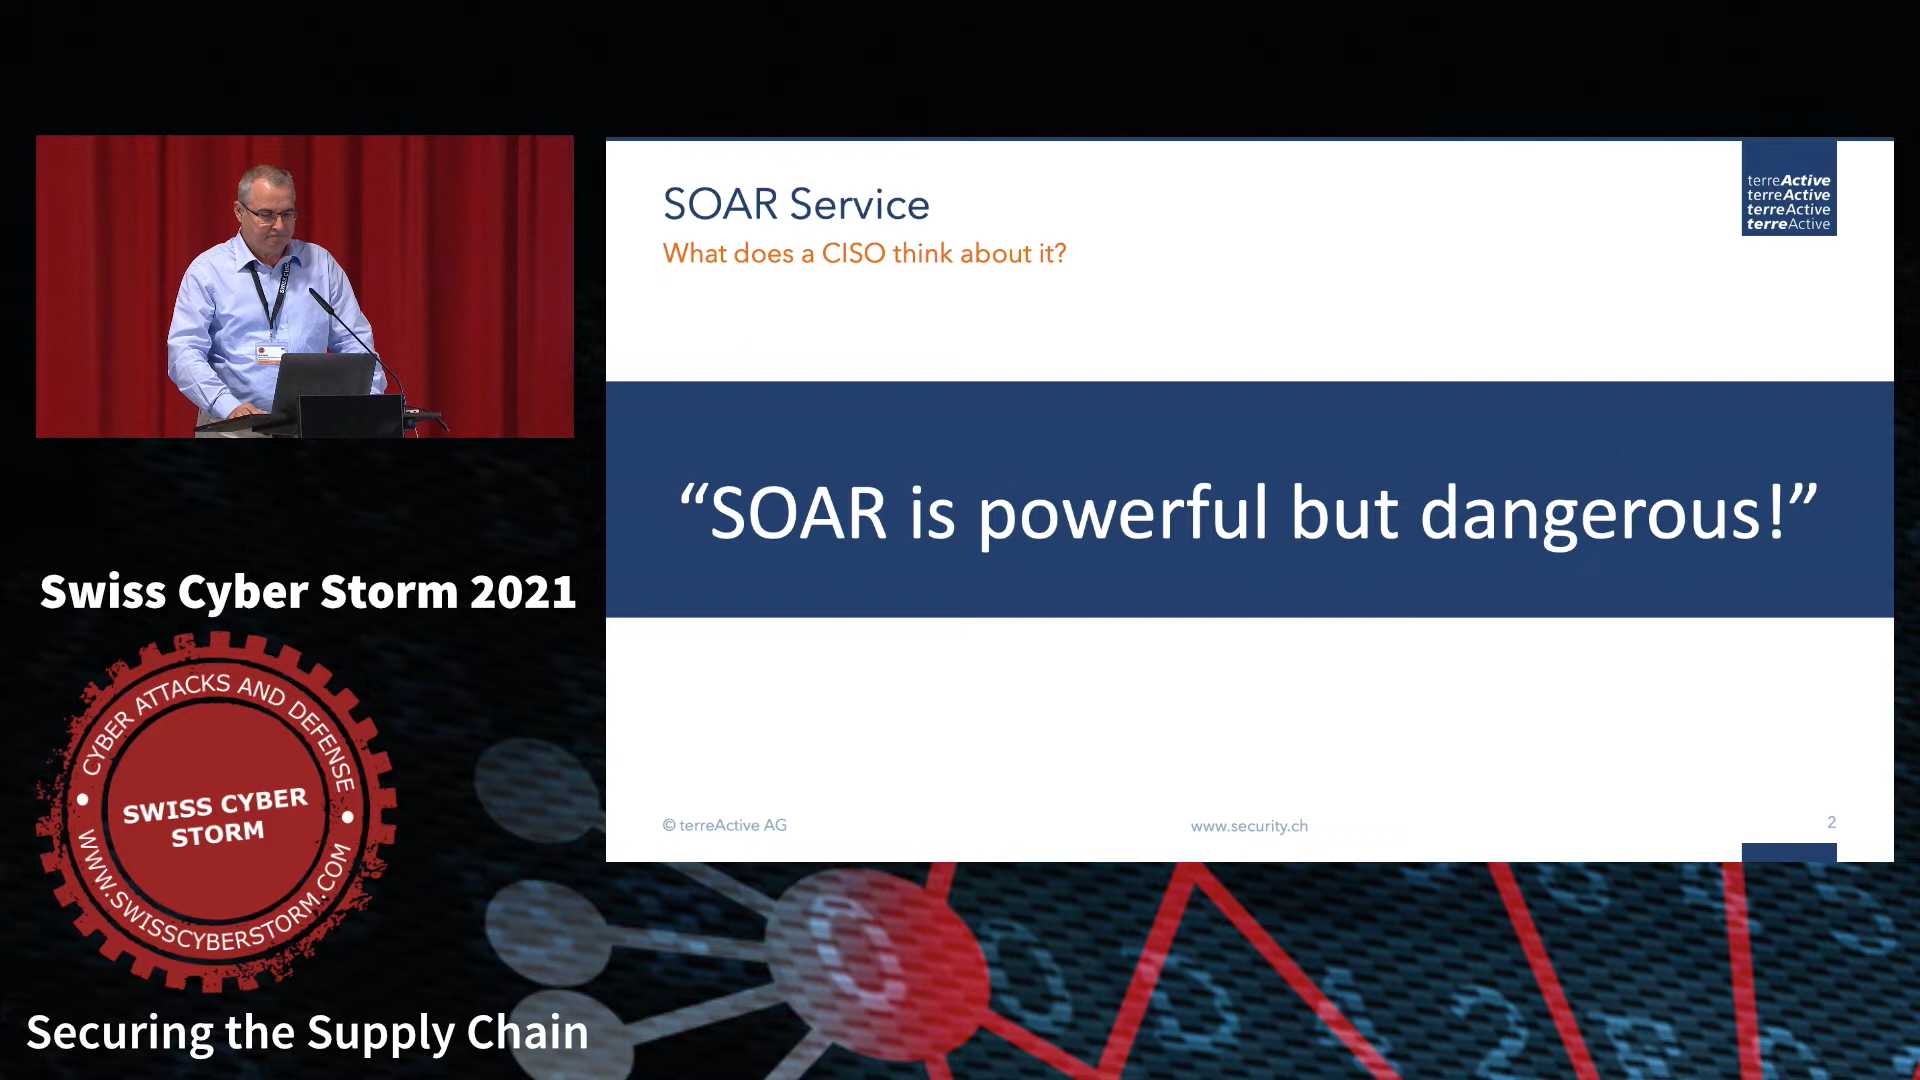 SOAR Service
What does a CISO think about it?
terreActive
terreActive
terreActive
terreActive
“SOAR is powerful but dangerous!”
© terreActive AG
www.security.ch
2
Swiss Cyber Storm 2021
CYBER ATTACKS AND DEFENSE
SWISS CYBER
STORM
WWW.SWISSCYBERSTORM.COM
Securing the Supply Chain